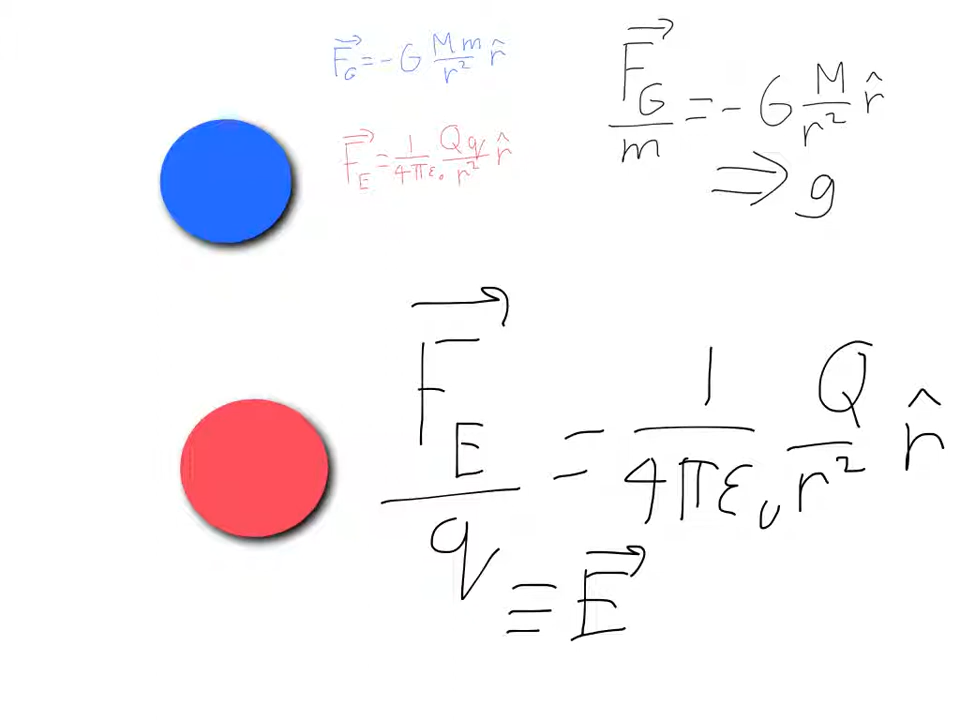 F⃗_G = - G Mm/r² r̂
F⃗_E = 1/4πε₀ Qq/r² r̂
F⃗_G/m = - G M/r² r̂
⇒ g
F⃗_E/q = 1/4πε₀ Q/r² r̂
≡ E⃗